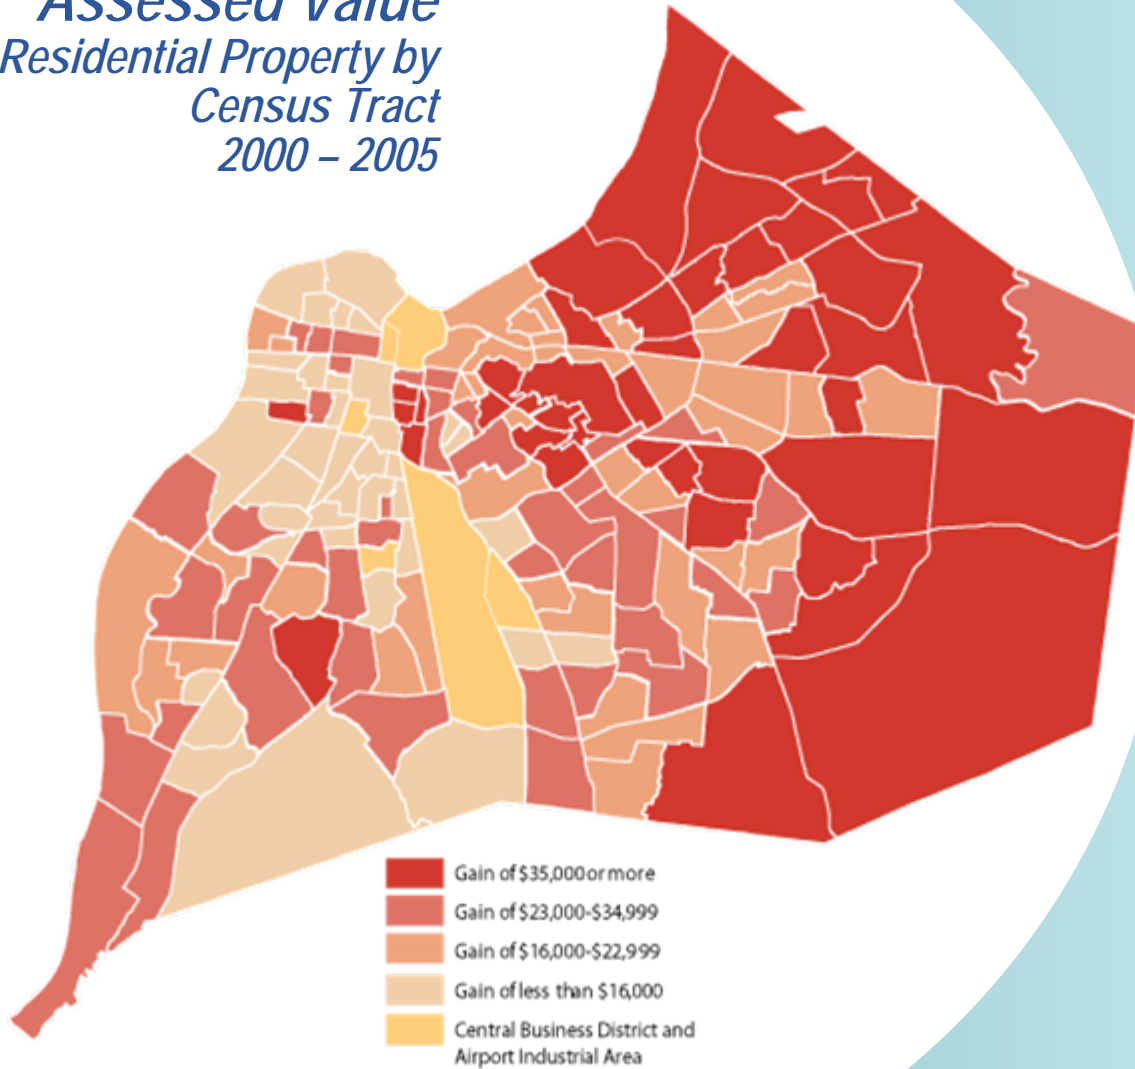 Assessed Value
Residential Property by
Census Tract
2000 – 2005
Gain of $35,000 or more
Gain of $23,000-$34,999
Gain of $16,000-$22,999
Gain of less than $16,000
Central Business District and
Airport Industrial Area